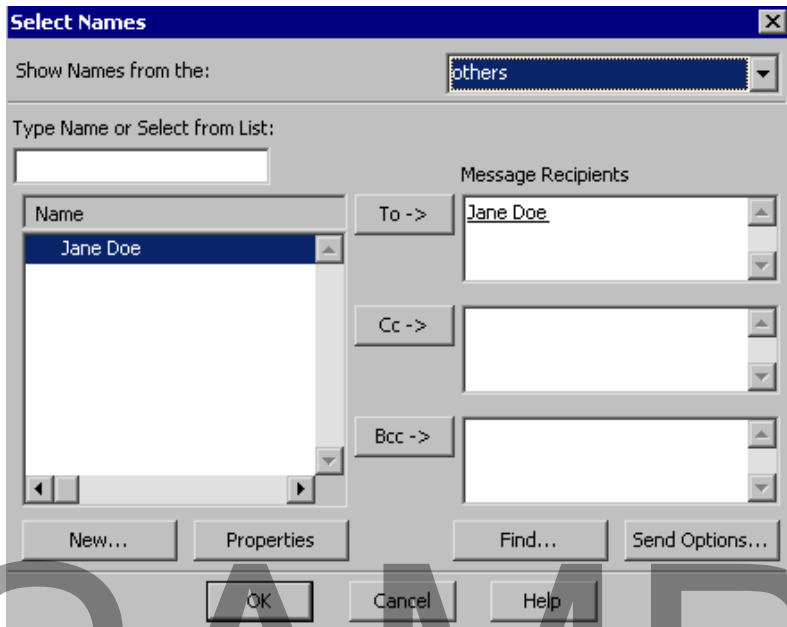 Select Names
Show Names from the:
others
Type Name or Select from List:
Message Recipients
Name
To ->
Jane Doe
Jane Doe
Cc ->
Bcc ->
New...
Properties
Find...
Send Options...
OK
Cancel
Help